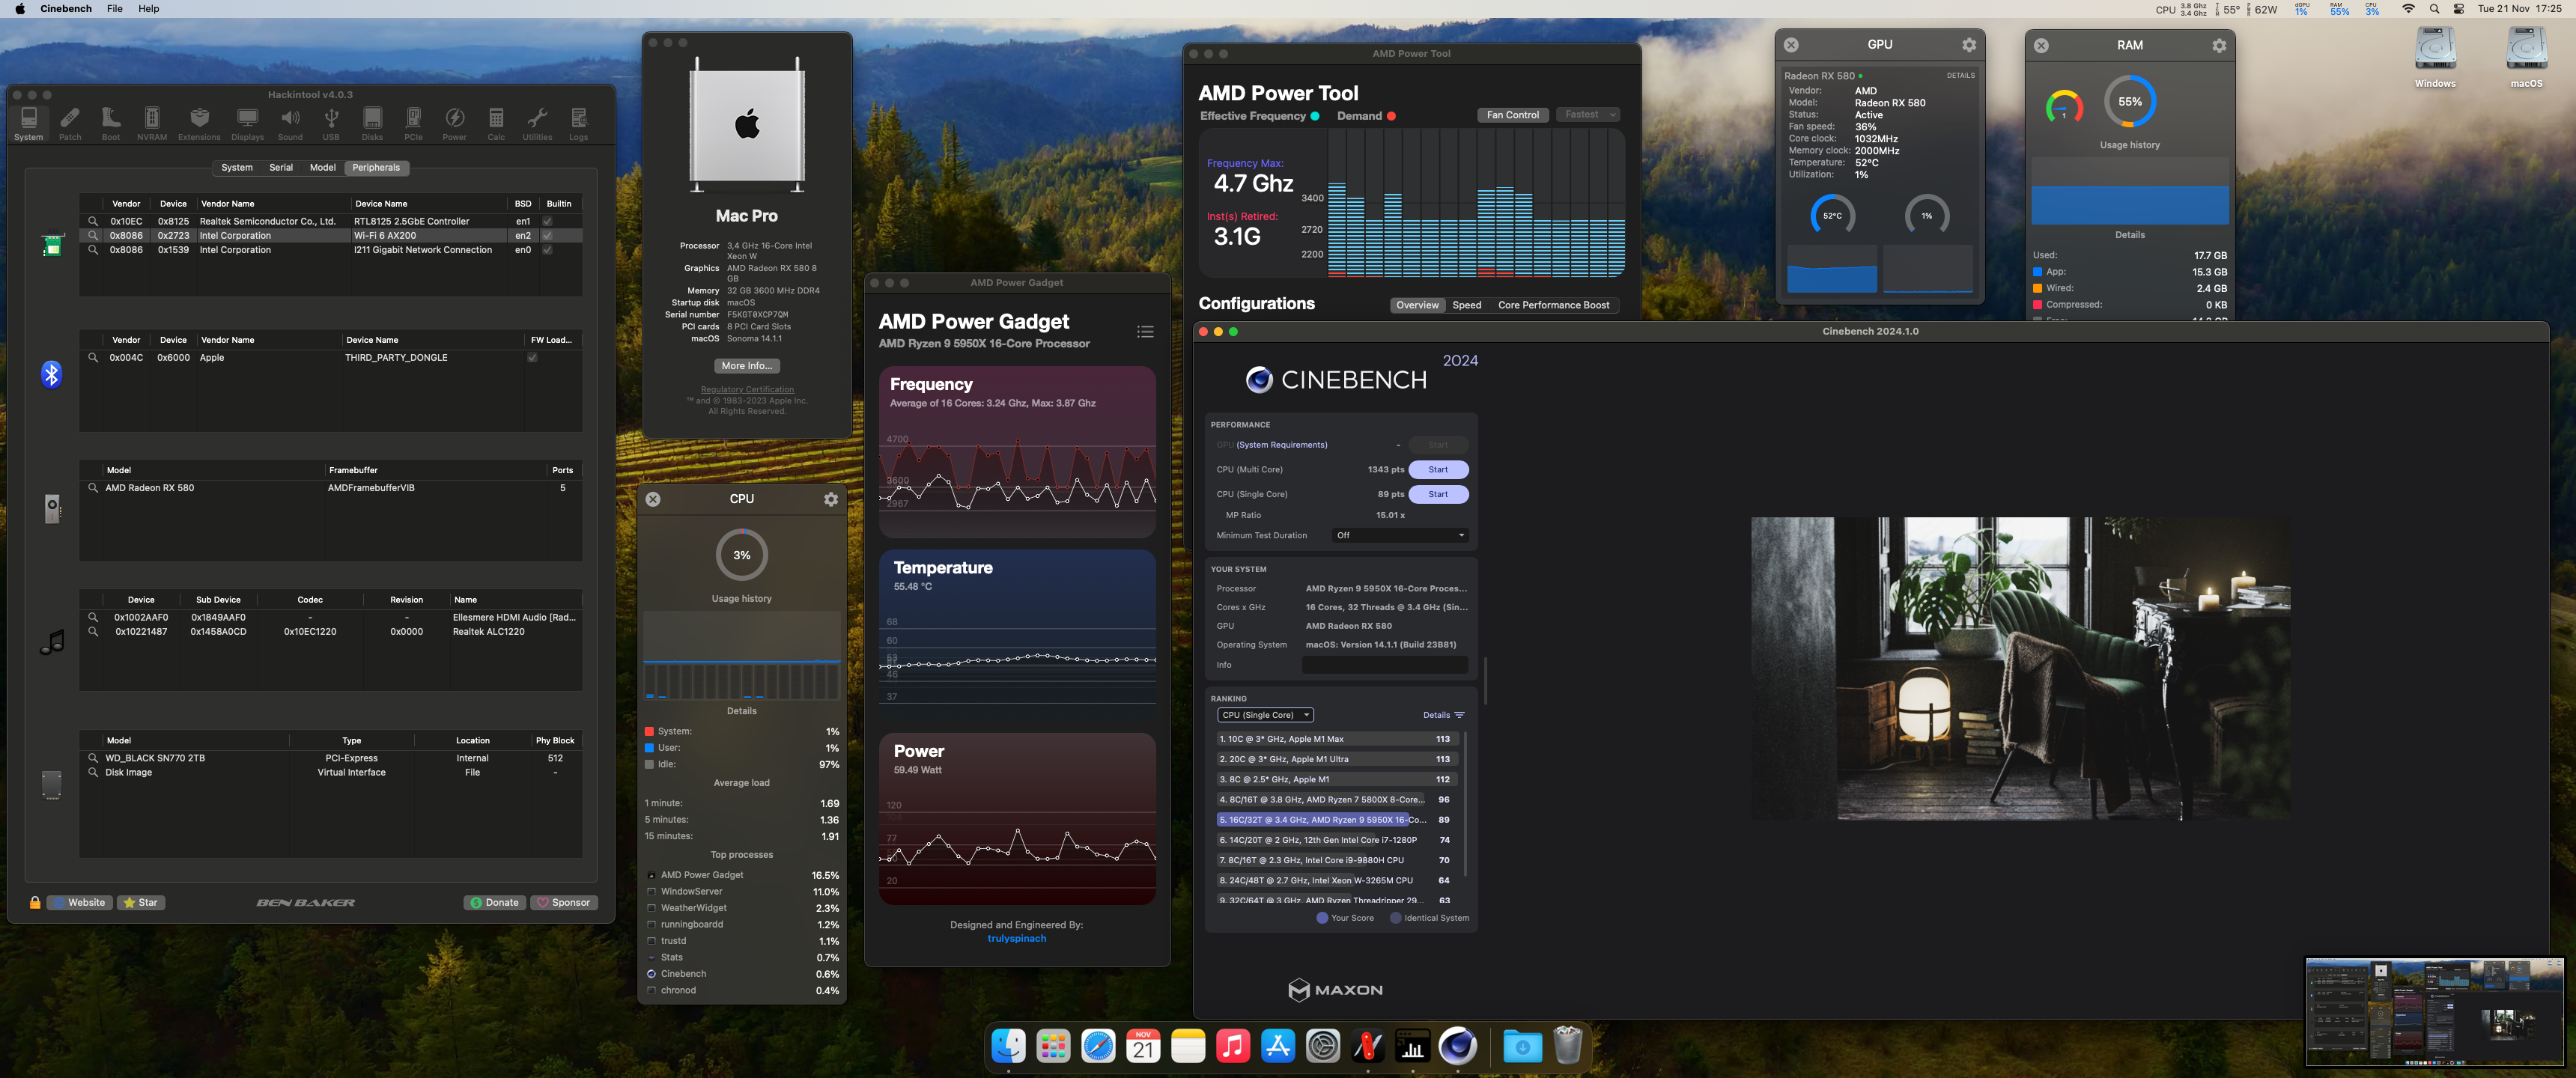 Cinebench File Help
CPU 3.8 Ghz 3.4 Ghz 55° 62W dGPU 1% RAM 55% CPU 3% Tue 21 Nov 17:25
Windows
macOS
Hackintool v4.0.3
System Patch Boot NVRAM Extensions Displays Sound USB Disks PCIe Power Calc Utilities Logs
System Serial Model Peripherals
Vendor Device Vendor Name Device Name BSD Builtin
0x10EC 0x8125 Realtek Semiconductor Co., Ltd. RTL8125 2.5GbE Controller en1
0x8086 0x2723 Intel Corporation Wi-Fi 6 AX200 en2
0x8086 0x1539 Intel Corporation I211 Gigabit Network Connection en0
Vendor Device Vendor Name Device Name FW Load...
0x004C 0x6000 Apple THIRD_PARTY_DONGLE
Model Framebuffer Ports
AMD Radeon RX 580 AMDFramebufferVIB 5
Device Sub Device Codec Revision Name
0x1002AAF0 0x1849AAF0 - - Ellesmere HDMI Audio [Rad...
0x10221487 0x1458A0CD 0x10EC1220 0x0000 Realtek ALC1220
Model Type Location Phy Block
WD_BLACK SN770 2TB PCI-Express Internal 512
Disk Image Virtual Interface File -
Website Star BEN BAKER Donate Sponsor
Mac Pro
Processor 3,4 GHz 16-Core Intel
Xeon W
Graphics AMD Radeon RX 580 8
GB
Memory 32 GB 3600 MHz DDR4
Startup disk macOS
Serial number F5KGT0XCP7QM
PCI cards 8 PCI Card Slots
macOS Sonoma 14.1.1
More Info...
Regulatory Certification
™ and © 1983-2023 Apple Inc.
All Rights Reserved.
CPU
3%
Usage history
Details
System: 1%
User: 1%
Idle: 97%
Average load
1 minute: 1.69
5 minutes: 1.36
15 minutes: 1.91
Top processes
AMD Power Gadget 16.5%
WindowServer 11.0%
WeatherWidget 2.3%
runningboardd 1.2%
trustd 1.1%
Stats 0.7%
Cinebench 0.6%
chronod 0.4%
AMD Power Gadget
AMD Power Gadget
AMD Ryzen 9 5950X 16-Core Processor
Frequency
Average of 16 Cores: 3.24 Ghz, Max: 3.87 Ghz
4700
3600
2967
Temperature
55.48 °C
68
60
46
37
Power
59.49 Watt
120
77
20
Designed and Engineered By:
trulyspinach
AMD Power Tool
AMD Power Tool
Effective Frequency Demand Fan Control Fastest
Frequency Max:
4.7 Ghz
Inst(s) Retired:
3.1G
3400
2720
2200
Configurations Overview Speed Core Performance Boost
GPU
Radeon RX 580 DETAILS
Vendor: AMD
Model: Radeon RX 580
Status: Active
Fan speed: 36%
Core clock: 1032MHz
Memory clock: 2000MHz
Temperature: 52°C
Utilization: 1%
52°C 1%
RAM
1 55%
Usage history
Details
Used: 17.7 GB
App: 15.3 GB
Wired: 2.4 GB
Compressed: 0 KB
Cinebench 2024.1.0
CINEBENCH 2024
PERFORMANCE
GPU (System Requirements) - Start
CPU (Multi Core) 1343 pts Start
CPU (Single Core) 89 pts Start
MP Ratio 15.01 x
Minimum Test Duration Off
YOUR SYSTEM
Processor AMD Ryzen 9 5950X 16-Core Proces...
Cores x GHz 16 Cores, 32 Threads @ 3.4 GHz (Sin...
GPU AMD Radeon RX 580
Operating System macOS: Version 14.1.1 (Build 23B81)
Info
RANKING
CPU (Single Core) Details
1. 10C @ 3* GHz, Apple M1 Max 113
2. 20C @ 3* GHz, Apple M1 Ultra 113
3. 8C @ 2.5* GHz, Apple M1 112
4. 8C/16T @ 3.8 GHz, AMD Ryzen 7 5800X 8-Core... 96
5. 16C/32T @ 3.4 GHz, AMD Ryzen 9 5950X 16-Co... 89
6. 14C/20T @ 2 GHz, 12th Gen Intel Core i7-1280P 74
7. 8C/16T @ 2.3 GHz, Intel Core i9-9880H CPU 70
8. 24C/48T @ 2.7 GHz, Intel Xeon W-3265M CPU 64
9. 32C/64T @ 3 GHz, AMD Ryzen Threadripper 29... 63
Your Score Identical System
MAXON
NOV
21